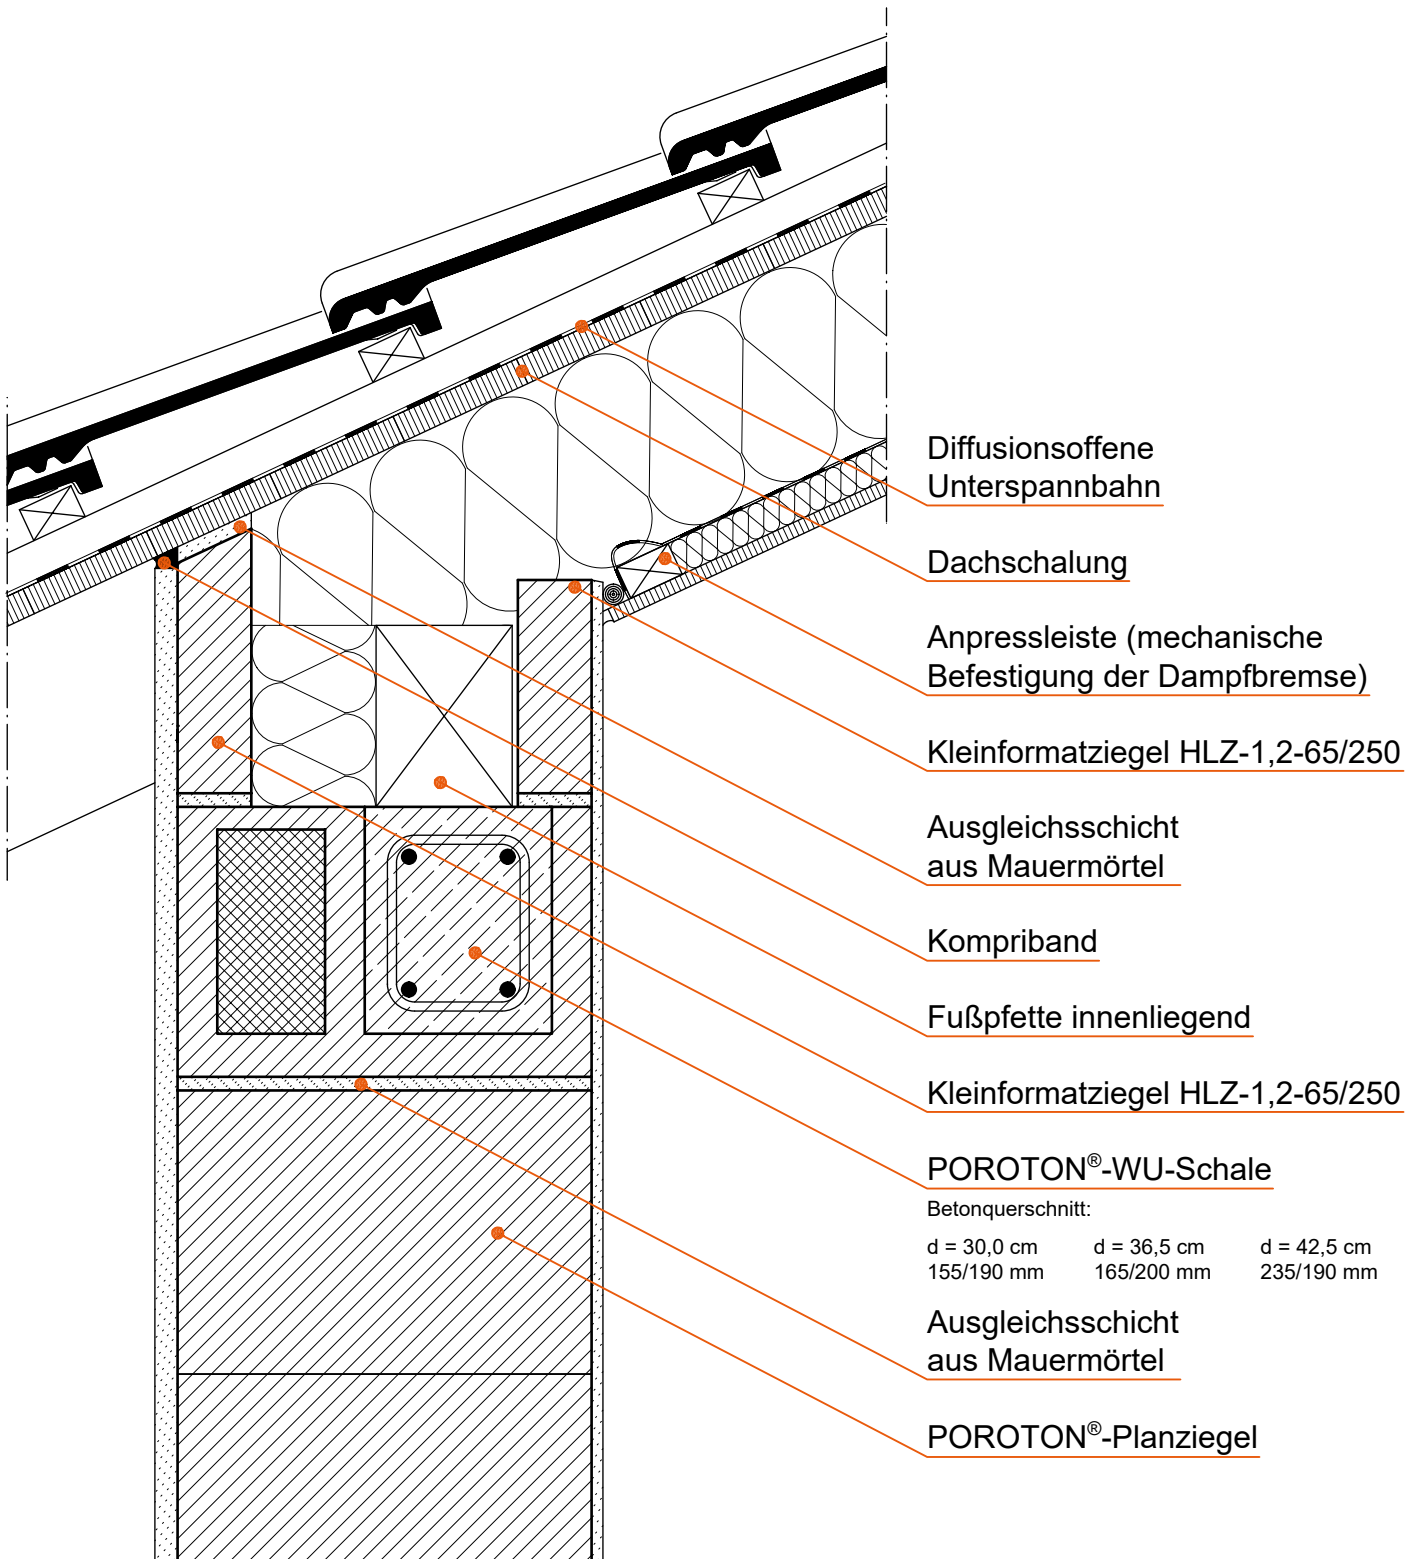 Diffusionsoffene
Unterspannbahn
Dachschalung
Anpressleiste (mechanische
Befestigung der Dampfbremse)
Kleinformatziegel HLZ-1,2-65/250
Ausgleichsschicht
aus Mauermörtel
Kompriband
Fußpfette innenliegend
Kleinformatziegel HLZ-1,2-65/250
POROTON®-WU-Schale
Betonquerschnitt:
d = 30,0 cm d = 36,5 cm d = 42,5 cm
155/190 mm 165/200 mm 235/190 mm
Ausgleichsschicht
aus Mauermörtel
POROTON®-Planziegel